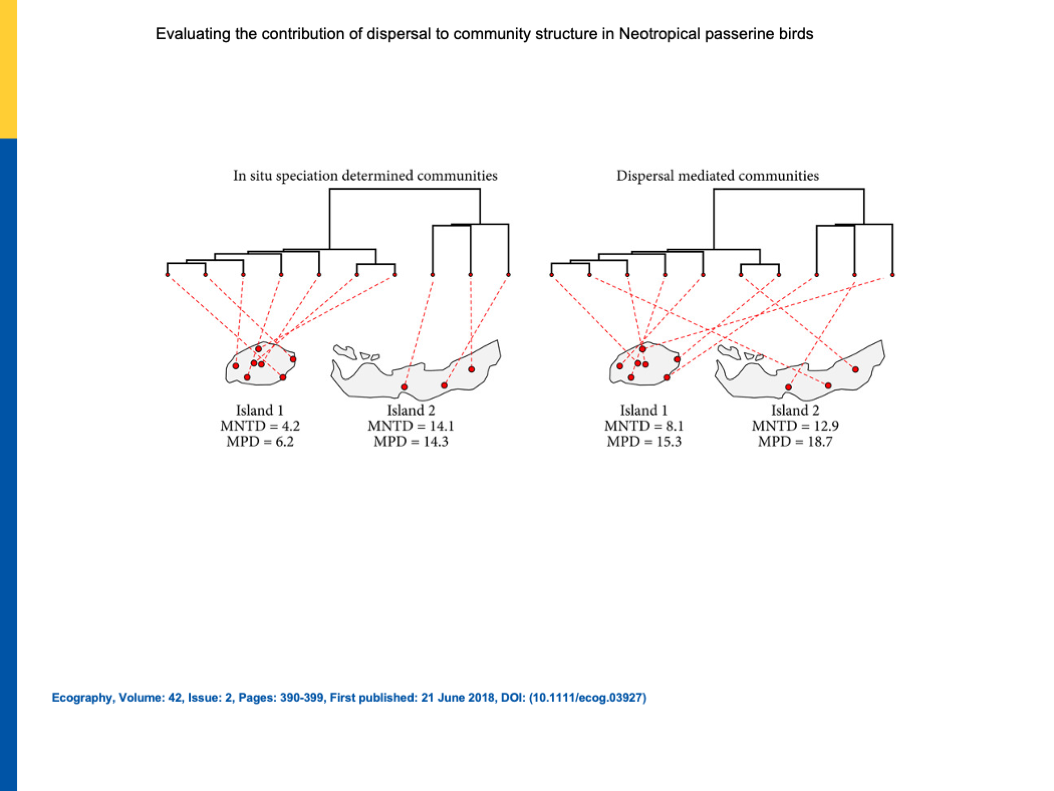 Evaluating the contribution of dispersal to community structure in Neotropical passerine birds
In situ speciation determined communities
Dispersal mediated communities
Island 1
MNTD = 4.2
MPD = 6.2
Island 2
MNTD = 14.1
MPD = 14.3
Island 1
MNTD = 8.1
MPD = 15.3
Island 2
MNTD = 12.9
MPD = 18.7
Ecography, Volume: 42, Issue: 2, Pages: 390-399, First published: 21 June 2018, DOI: (10.1111/ecog.03927)